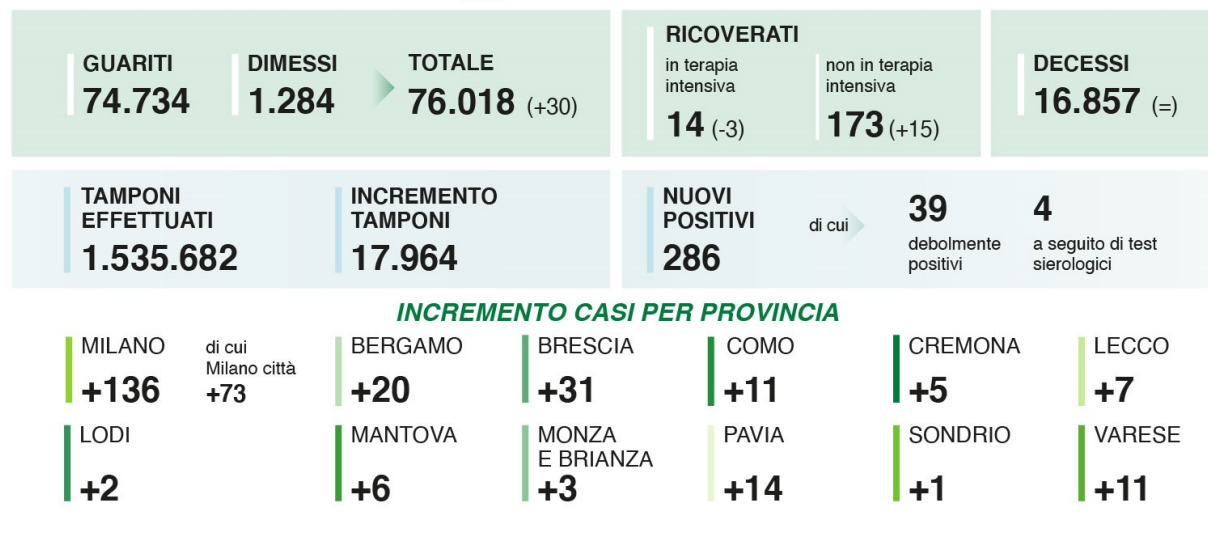 GUARITI
74.734
DIMESSI
1.284
TOTALE
76.018 (+30)
RICOVERATI
in terapia
intensiva
14 (-3)
non in terapia
intensiva
173 (+15)
DECESSI
16.857 (=)
TAMPONI
EFFETTUATI
1.535.682
INCREMENTO
TAMPONI
17.964
NUOVI
POSITIVI
286
di cui
39
debolmente
positivi
4
a seguito di test
sierologici
INCREMENTO CASI PER PROVINCIA
MILANO
+136
di cui
Milano città
+73
BERGAMO
+20
BRESCIA
+31
COMO
+11
CREMONA
+5
LECCO
+7
LODI
+2
MANTOVA
+6
MONZA
E BRIANZA
+3
PAVIA
+14
SONDRIO
+1
VARESE
+11